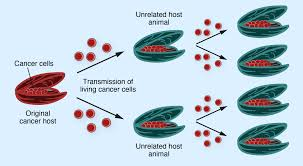 Unrelated host
animal
Cancer cells
Transmission of
living cancer cells
Original
cancer host
Unrelated host
animal